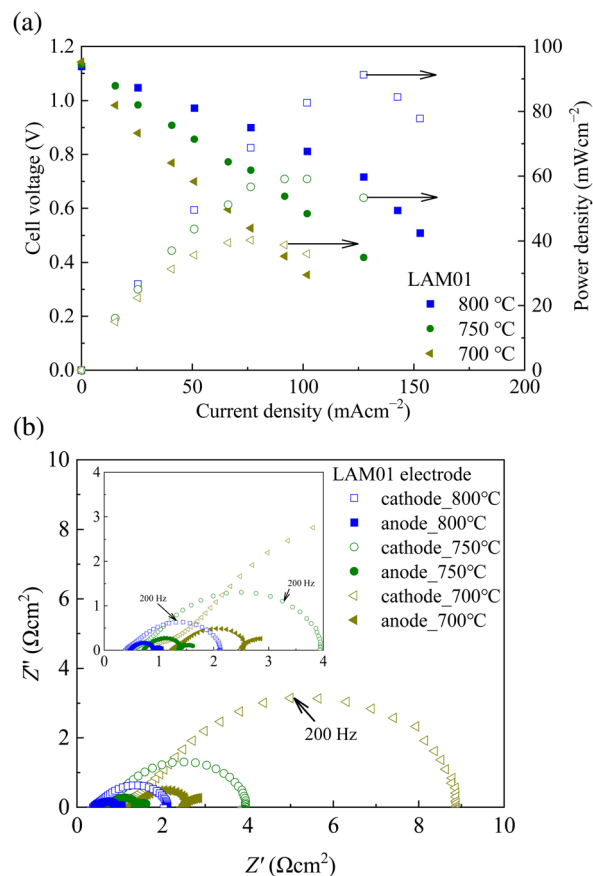 (a)
1.2
1.0
0.8
0.6
0.4
0.2
0.0
Cell voltage (V)
100
80
60
40
20
0
Power density (mWcm−2)
LAM01
800 °C
750 °C
700 °C
0
50
100
150
200
Current density (mAcm−2)
(b)
10
8
6
4
2
0
Z″ (Ωcm2)
4
3
2
1
0
200 Hz
200 Hz
0
1
2
3
4
LAM01 electrode
cathode_800°C
anode_800°C
cathode_750°C
anode_750°C
cathode_700°C
anode_700°C
200 Hz
0
2
4
6
8
10
Z′ (Ωcm2)